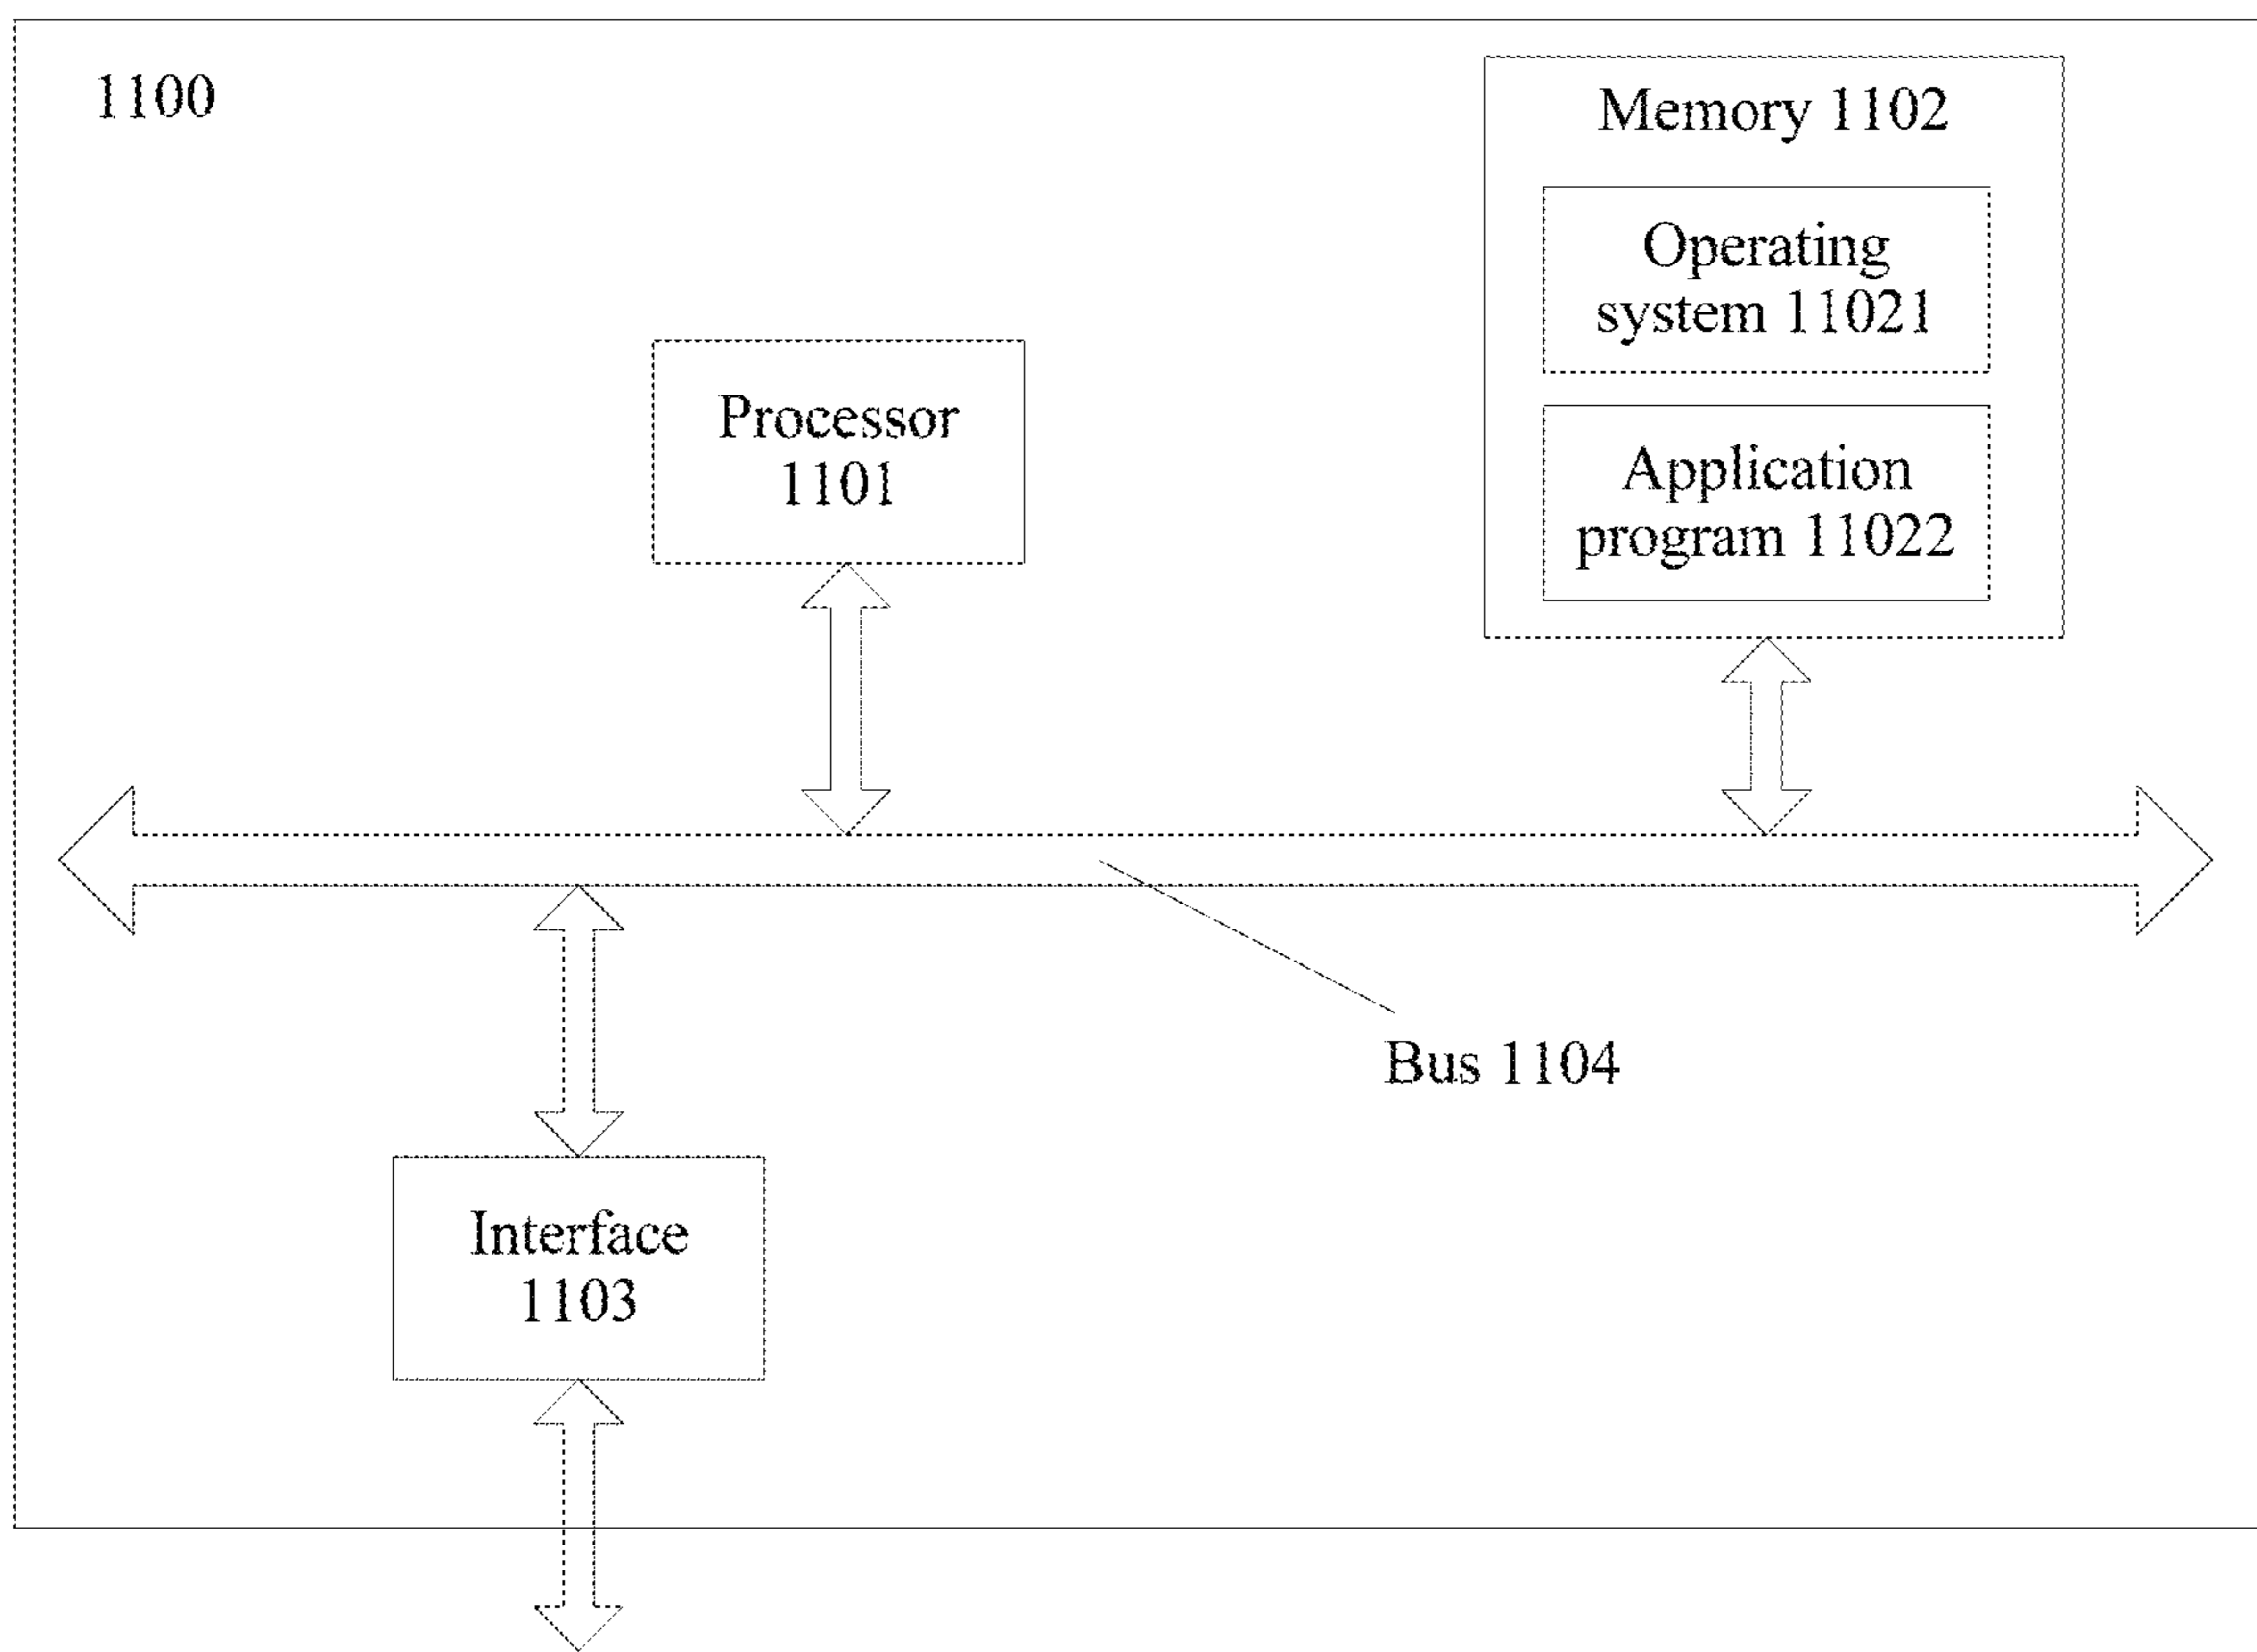 1100
Memory 1102
Operating
system 11021
Application
program 11022
Processor
1101
Bus 1104
Interface
1103